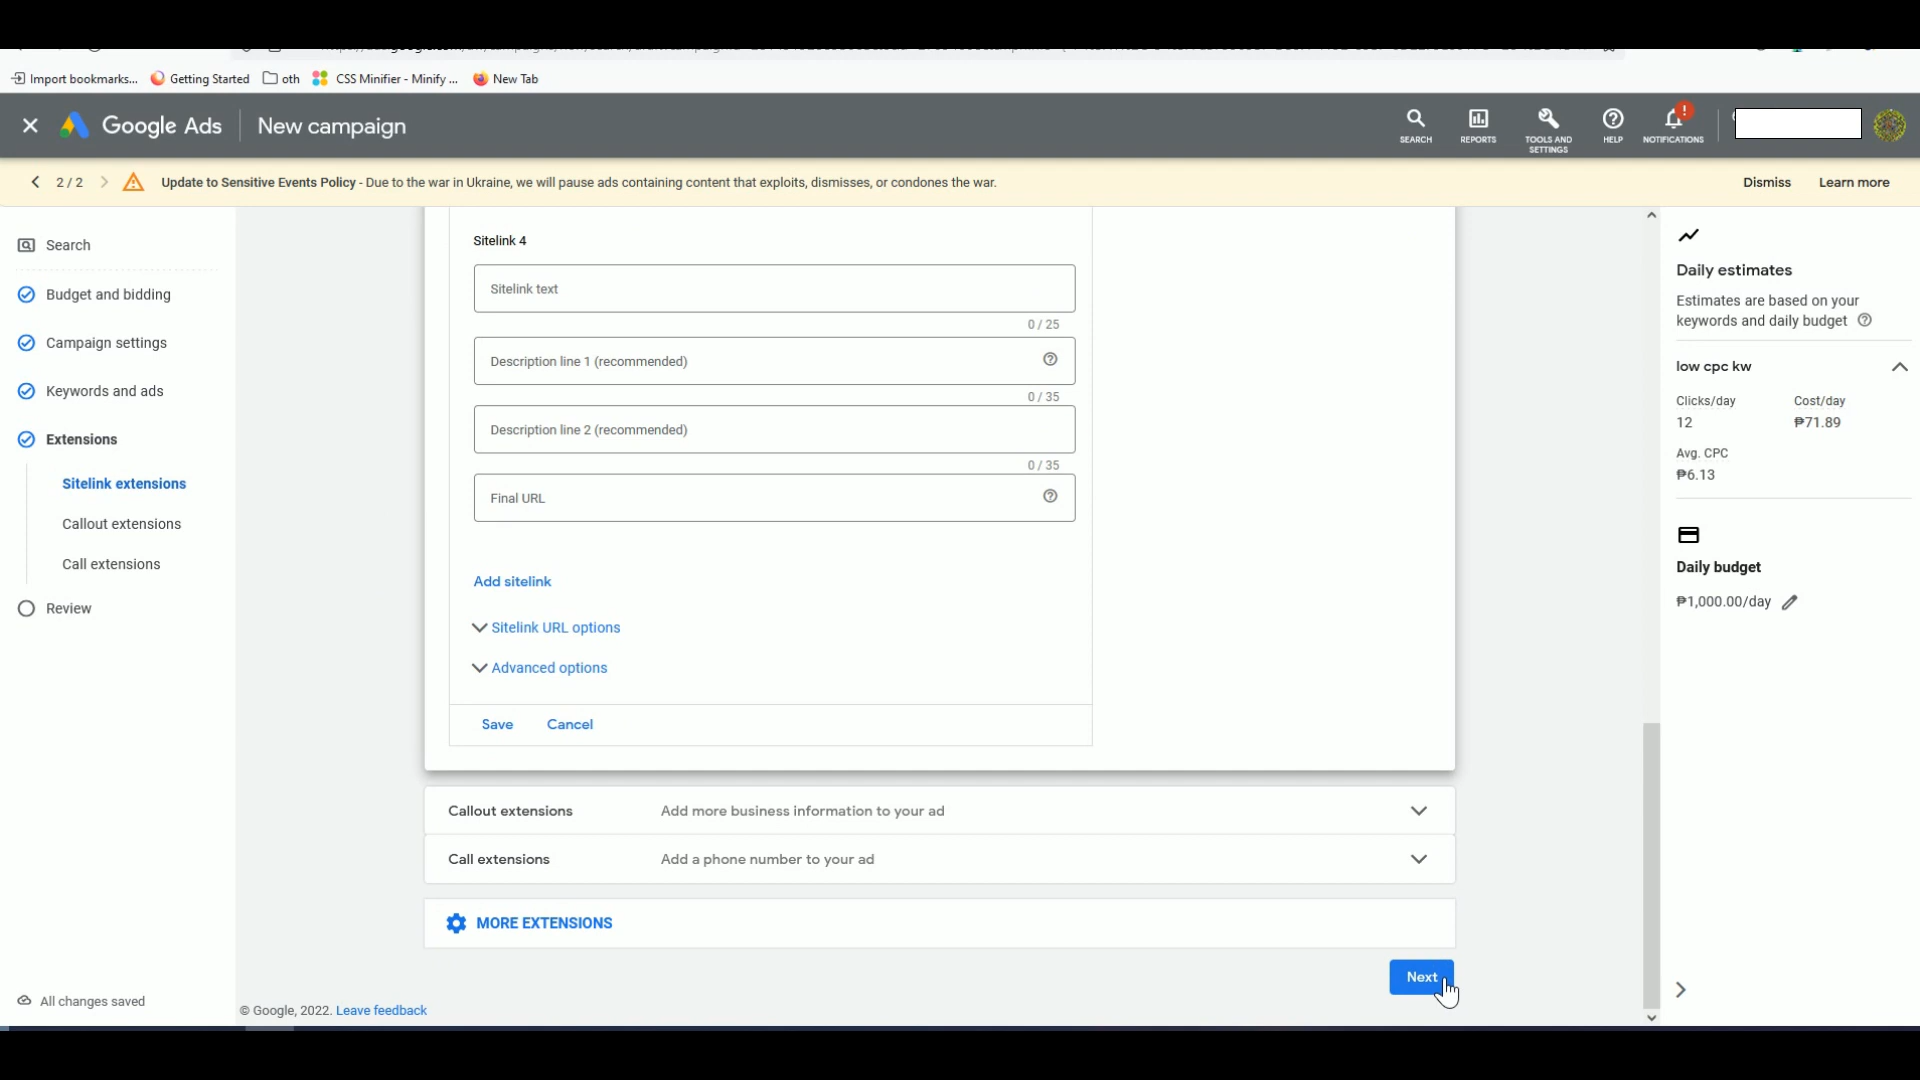 Import bookmarks... Getting Started oth CSS Minifier - Minify ... New Tab
Google Ads New campaign
SEARCH REPORTS TOOLS AND SETTINGS HELP NOTIFICATIONS
2 / 2 Update to Sensitive Events Policy - Due to the war in Ukraine, we will pause ads containing content that exploits, dismisses, or condones the war. Dismiss Learn more
Search
Budget and bidding
Campaign settings
Keywords and ads
Extensions
Sitelink extensions
Callout extensions
Call extensions
Review
All changes saved
Sitelink 4
Sitelink text
0 / 25
Description line 1 (recommended)
0 / 35
Description line 2 (recommended)
0 / 35
Final URL
Add sitelink
Sitelink URL options
Advanced options
Save Cancel
Callout extensions Add more business information to your ad
Call extensions Add a phone number to your ad
MORE EXTENSIONS
Next
© Google, 2022. Leave feedback
Daily estimates
Estimates are based on your
keywords and daily budget
low cpc kw
Clicks/day Cost/day
12 ₱71.89
Avg. CPC
₱6.13
Daily budget
₱1,000.00/day